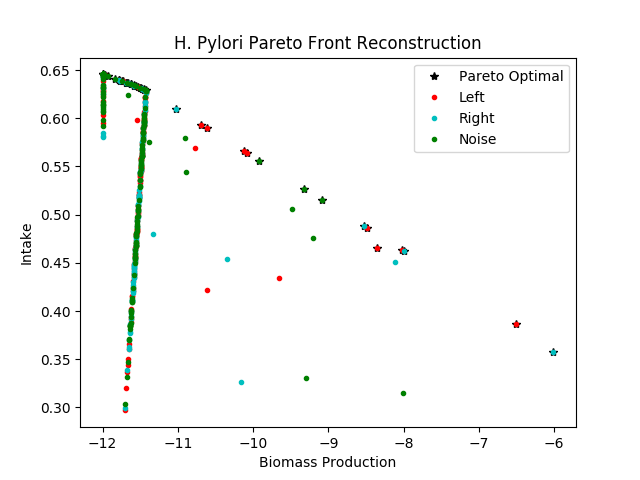 H. Pylori Pareto Front Reconstruction
Pareto Optimal
Left
Right
Noise
Intake
0.65
0.60
0.55
0.50
0.45
0.40
0.35
0.30
−12 −11 −10 −9 −8 −7 −6
Biomass Production